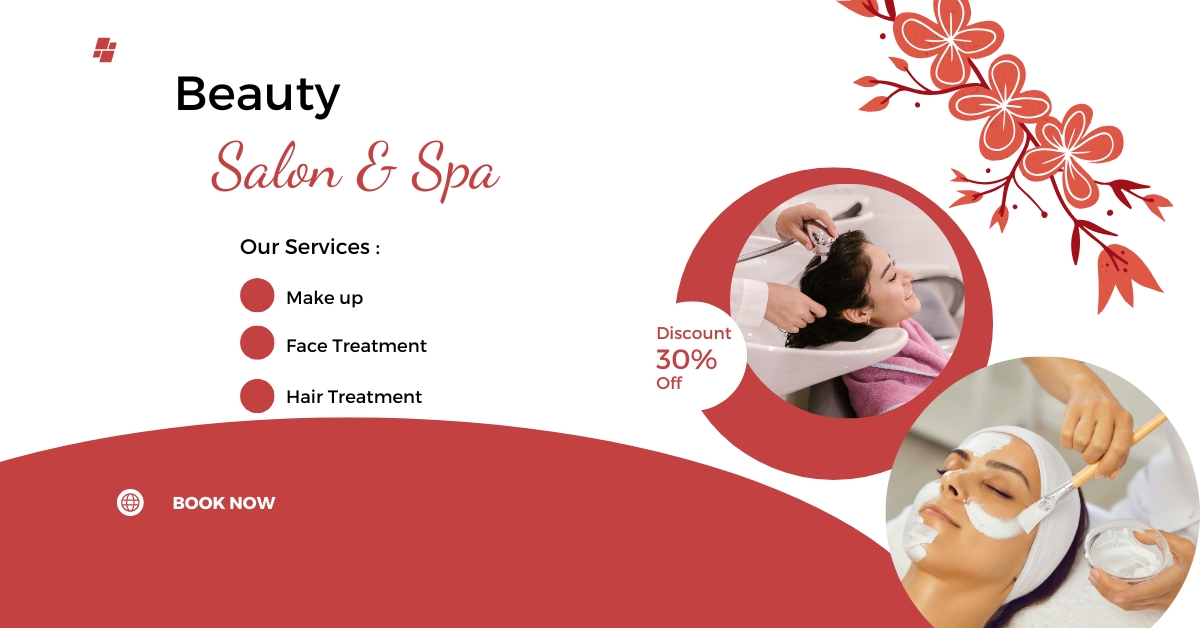 Beauty
Salon & Spa
Our Services :
Make up
Face Treatment
Hair Treatment
Discount
30%
Off
BOOK NOW